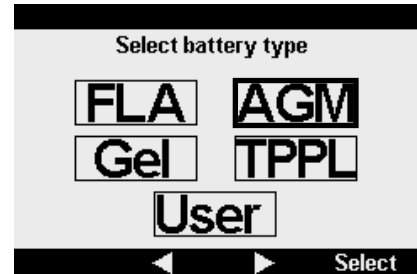 Select battery type
FLA AGM
Gel TPPL
User
Select